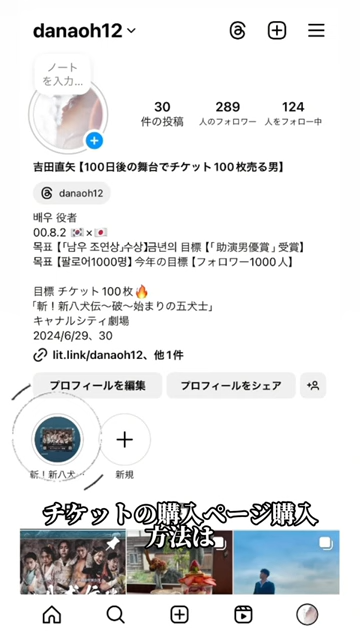 danaoh12
ノート
を入力...
30
289
124
件の投稿
人のフォロワー
人をフォロー中
吉田直矢【100日後の舞台でチケット100枚売る男】
danaoh12
배우 役者
00.8.2 🇰🇷×🇯🇵
목표【「남우 조연상」수상】금년의 目標【「助演男優賞」受賞】
목표【팔로어1000명】今年の目標【フォロワー1000人】
目標 チケット100枚🔥
「斬！新八犬伝〜破〜始まりの五犬士」
キャナルシティ劇場
2024/6/29、30
lit.link/danaoh12、他1件
プロフィールを編集
プロフィールをシェア
斬！新八犬…
新規
チケットの購入ページ購入
方法は